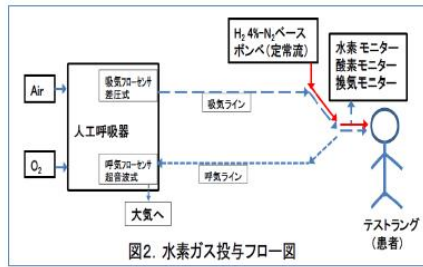 H₂ 4%-N₂ベース
ボンベ(定常流)
水素 モニター
酸素 モニター
換気モニター
Air
O₂
人工呼吸器
吸気フローセンサ
差圧式
呼気フローセンサ
超音波式
吸気ライン
呼気ライン
大気へ
テストラング
(患者)
図2. 水素ガス投与フロー図